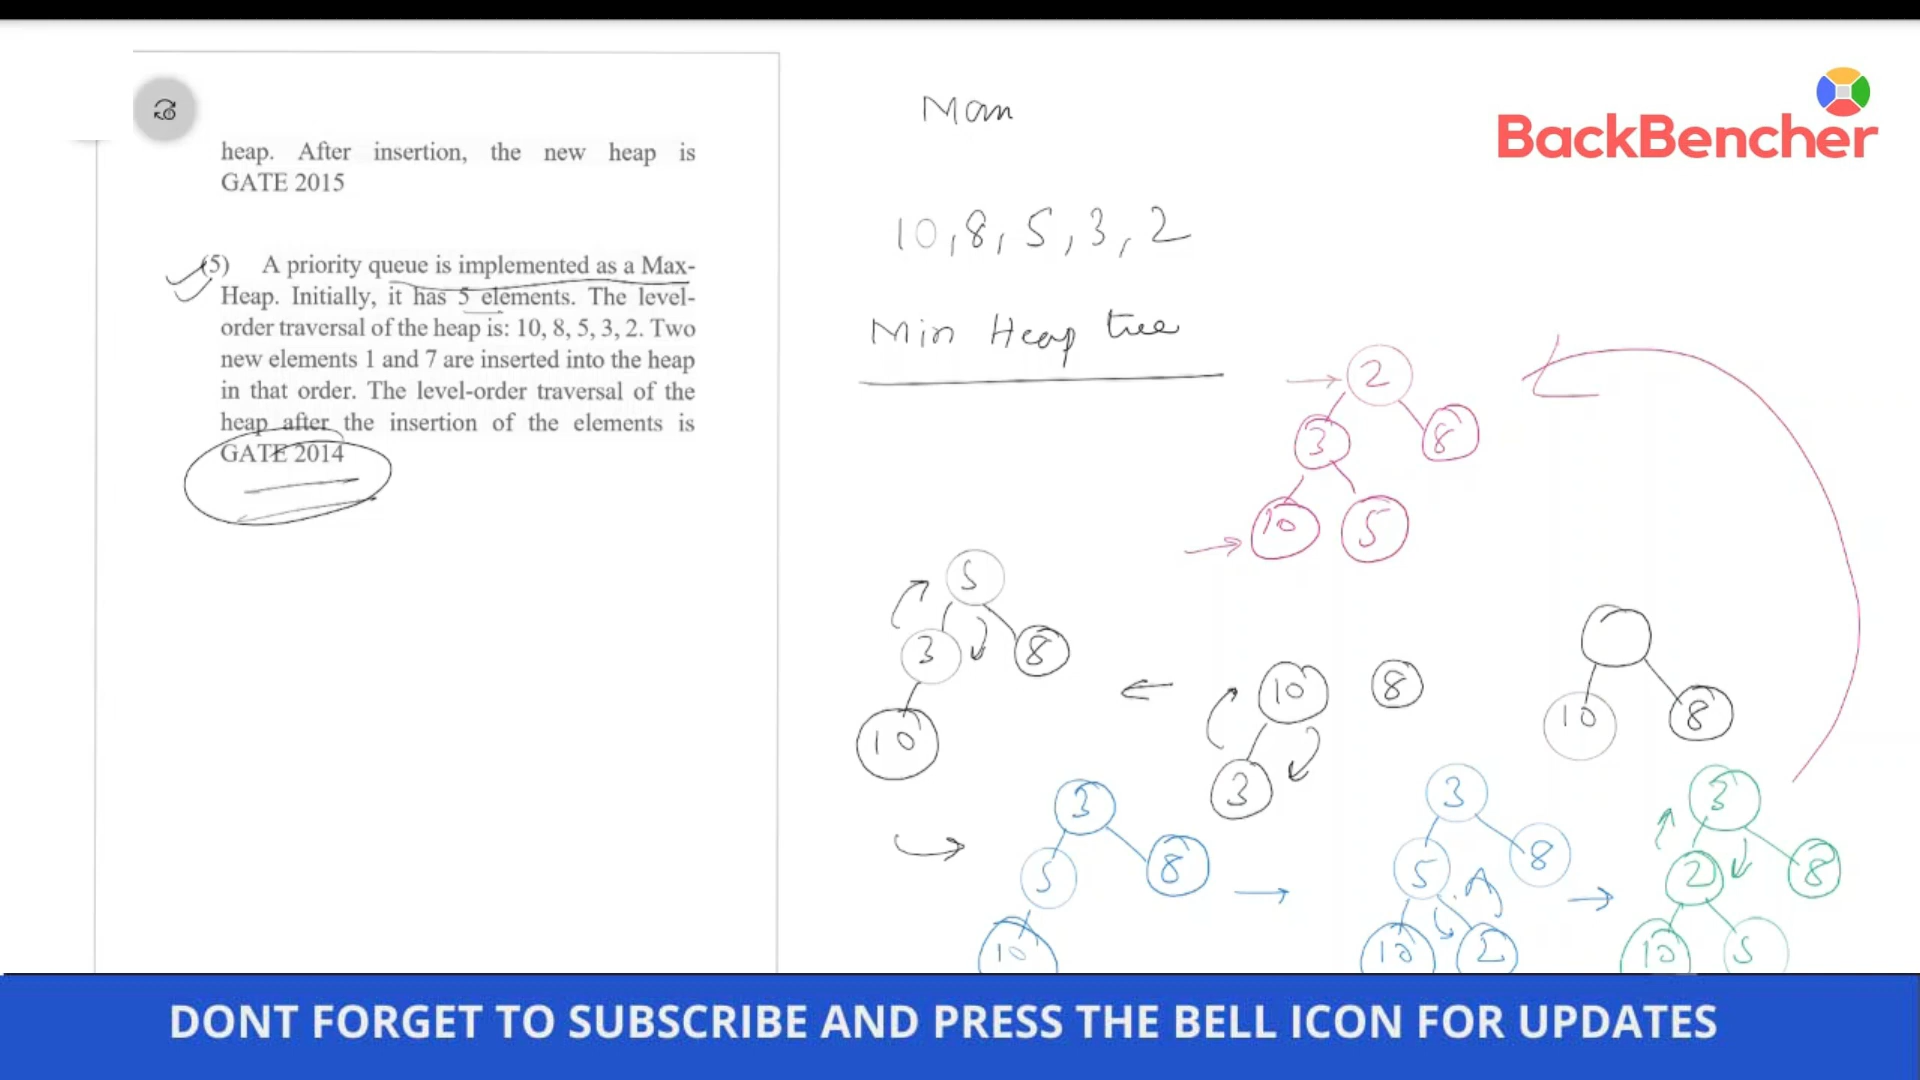 heap. After insertion, the new heap is
GATE 2015
(5) A priority queue is implemented as a Max-
Heap. Initially, it has 5 elements. The level-
order traversal of the heap is: 10, 8, 5, 3, 2. Two
new elements 1 and 7 are inserted into the heap
in that order. The level-order traversal of the
heap after the insertion of the elements is
GATE 2014
BackBencher
10, 8, 5, 3, 2
Min Heap tree
2
3 8
10 5
5
3 8
10
10 8
3
10 8
3
5 8
10
3
5 8
10 2
3
2 8
10 5
DONT FORGET TO SUBSCRIBE AND PRESS THE BELL ICON FOR UPDATES